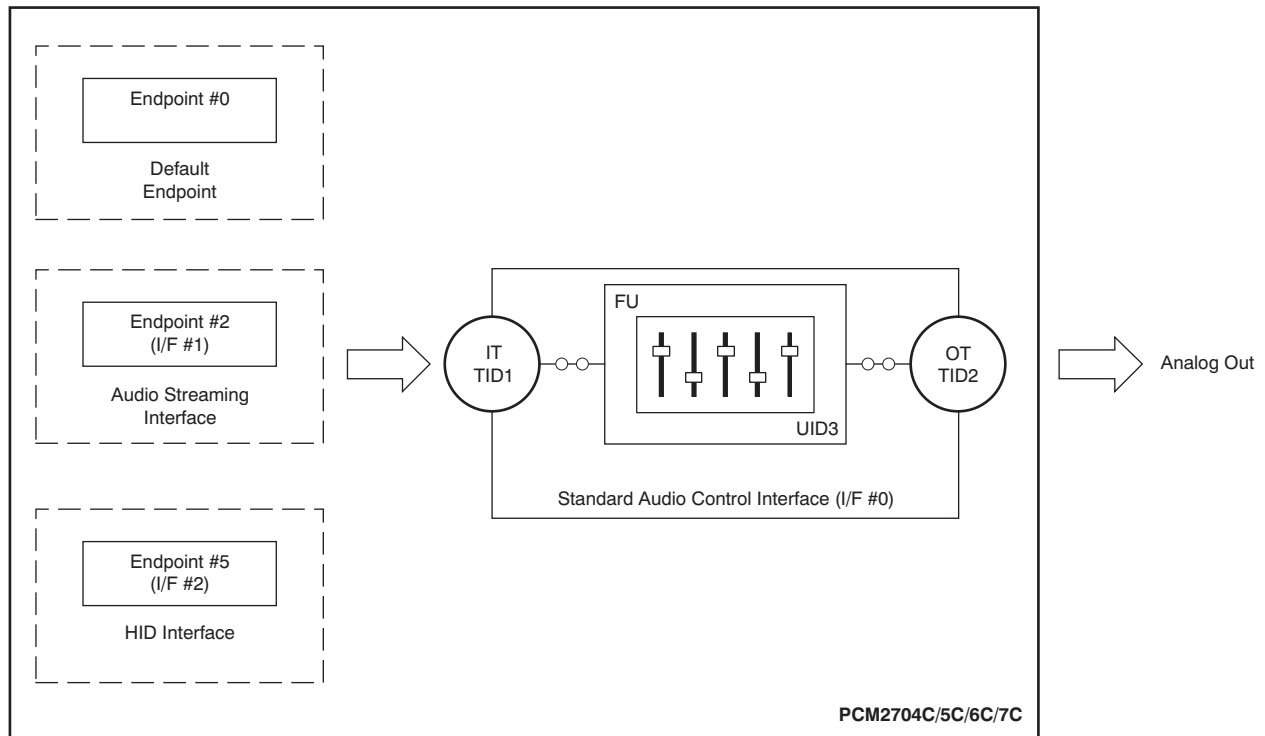 Endpoint #0
Default
Endpoint
Endpoint #2
(I/F #1)
Audio Streaming
Interface
Endpoint #5
(I/F #2)
HID Interface
IT
TID1
FU
UID3
OT
TID2
Standard Audio Control Interface (I/F #0)
Analog Out
PCM2704C/5C/6C/7C